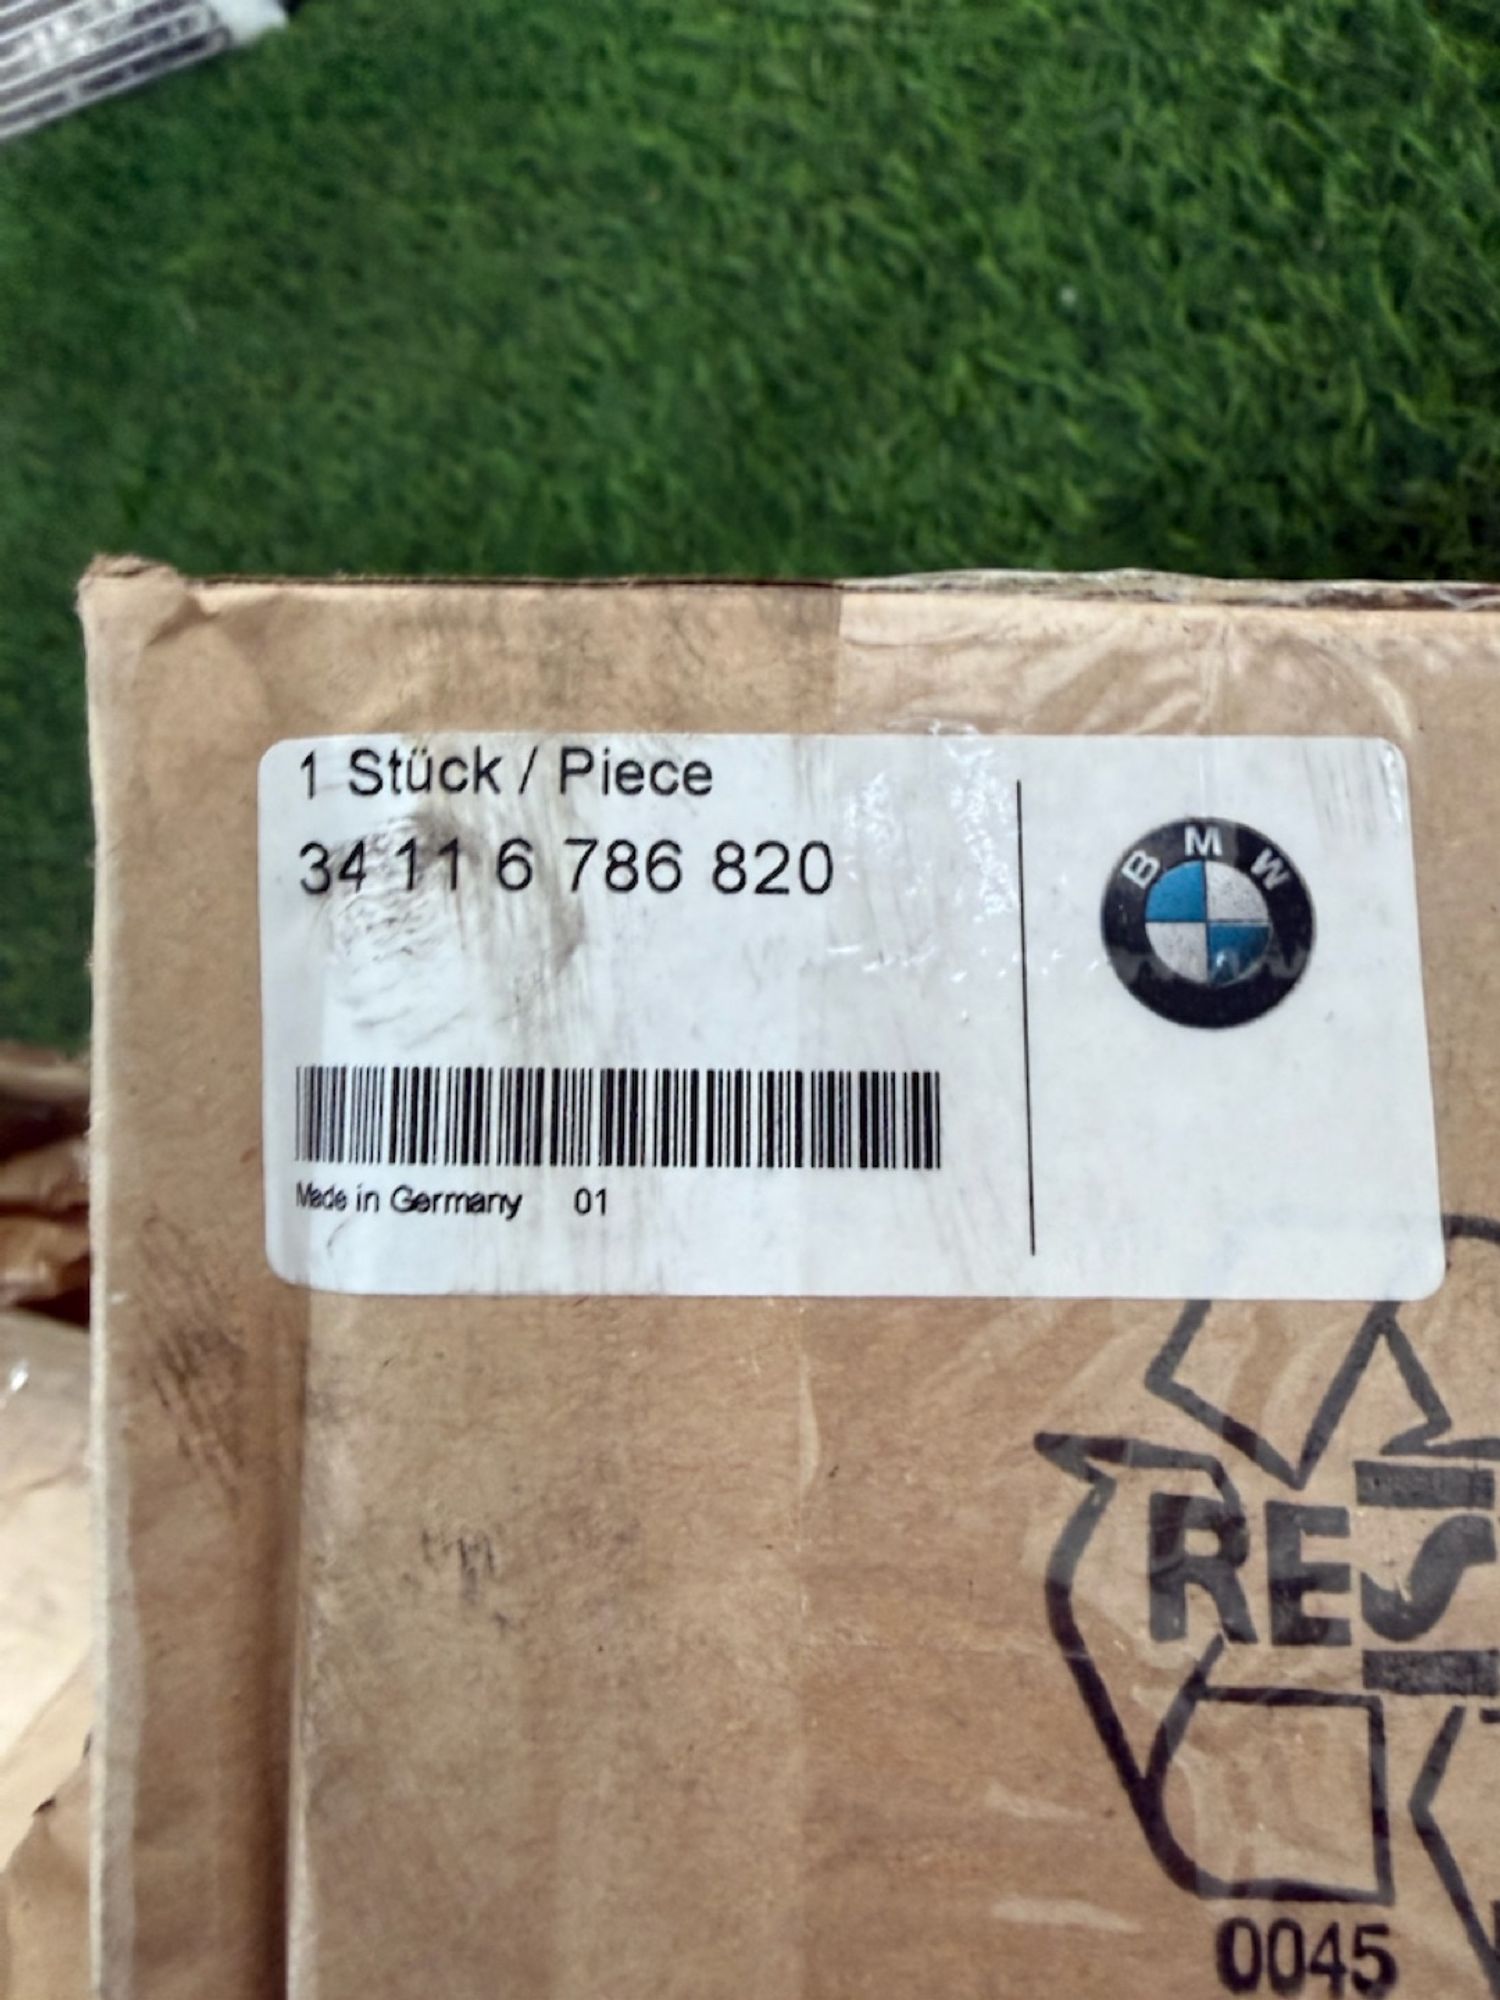 1 Stück / Piece
34 11 6 786 820
Made in Germany 01
BMW
RES
0045